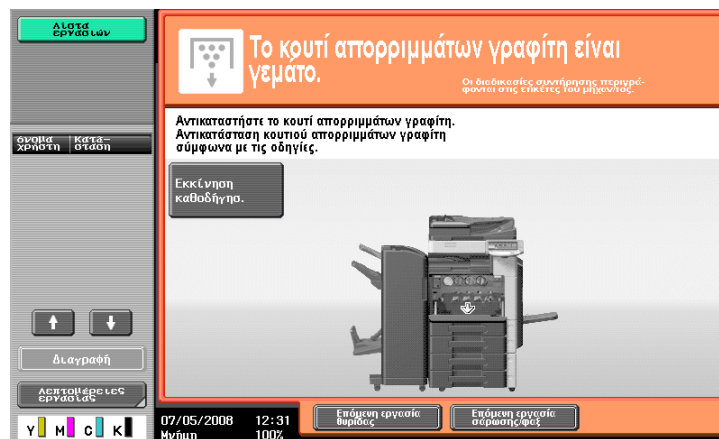 Λίστα
εργασιών
όνομα
χρήστη
Κατά-
σταση
Διαγραφή
Λεπτομέρειες
εργασίας
Y M C K
Το κουτί απορριμμάτων γραφίτη είναι
γεμάτο.
Οι διαδικασίες συντήρησης περιγρά-
φονται στις ετικέτες του μηχαν/τος.
Αντικαταστήστε το κουτί απορριμμάτων γραφίτη.
Αντικατάσταση κουτιού απορριμμάτων γραφίτη
σύμφωνα με τις οδηγίες.
Εκκίνηση
καθοδήγησ.
07/05/2008 12:31
Μνήμη 100%
Επόμενη εργασία
θυρίδας
Επόμενη εργασία
σάρωσης/φαξ